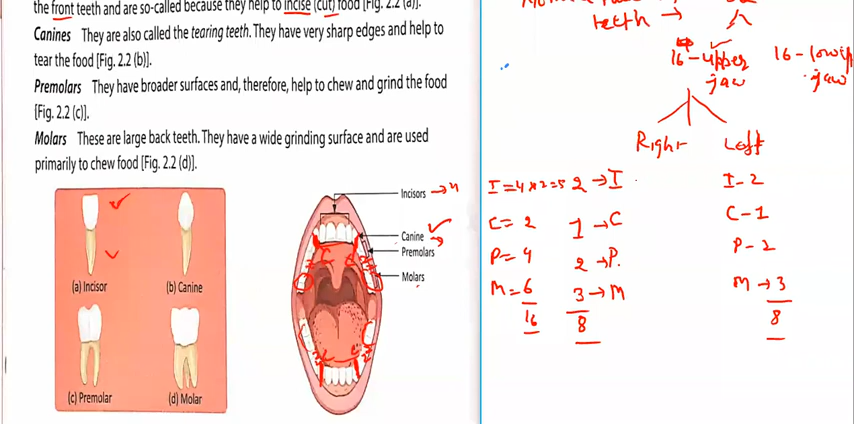 the front teeth and are so-called because they help to incise (cut) food [Fig. 2.2 (a)].
Canines They are also called the tearing teeth. They have very sharp edges and help to
tear the food [Fig. 2.2 (b)].
Premolars They have broader surfaces and, therefore, help to chew and grind the food
[Fig. 2.2 (c)].
Molars These are large back teeth. They have a wide grinding surface and are used
primarily to chew food [Fig. 2.2 (d)].
(a) Incisor
(b) Canine
(c) Premolar
(d) Molar
Incisors → 4
Canine
Premolars
Molars
teeth →
16 - upper jaw
16 - jaw
Right Left
I = 4 x 2 = 2 → I I - 2
C = 2 1 → C C - 1
P = 4 2 → P. P - 2
M = 6 3 → M M → 3
16 8 8